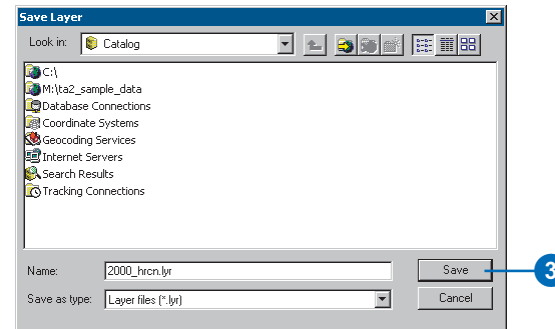 Save Layer
Look in: Catalog
C:\
M:\ta2_sample_data
Database Connections
Coordinate Systems
Geocoding Services
Internet Servers
Search Results
Tracking Connections
Name: 2000_hrcn.lyr Save 3
Save as type: Layer files (*.lyr) Cancel